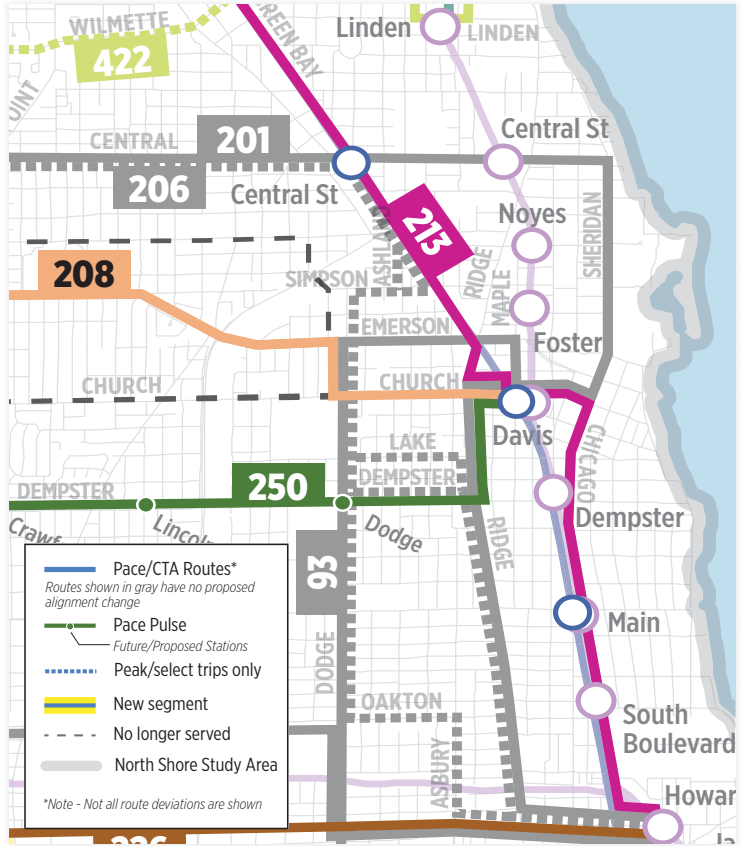 WILMETTE
422
GREEN BAY
Linden
LINDEN
CENTRAL
201
206
Central St
Central St
213
Noyes
ASHLAND
RIDGE
MAPLE
SHERIDAN
208
SIMPSON
EMERSON
Foster
CHURCH
CHURCH
Davis
LAKE
DEMPSTER
CHICAGO
DEMPSTER
250
Dempster
Dodge
RIDGE
93
DODGE
Main
OAKTON
South
Boulevard
ASBURY
Howar
Pace/CTA Routes*
Routes shown in gray have no proposed
alignment change
Pace Pulse
Future/Proposed Stations
Peak/select trips only
New segment
No longer served
North Shore Study Area
*Note - Not all route deviations are shown